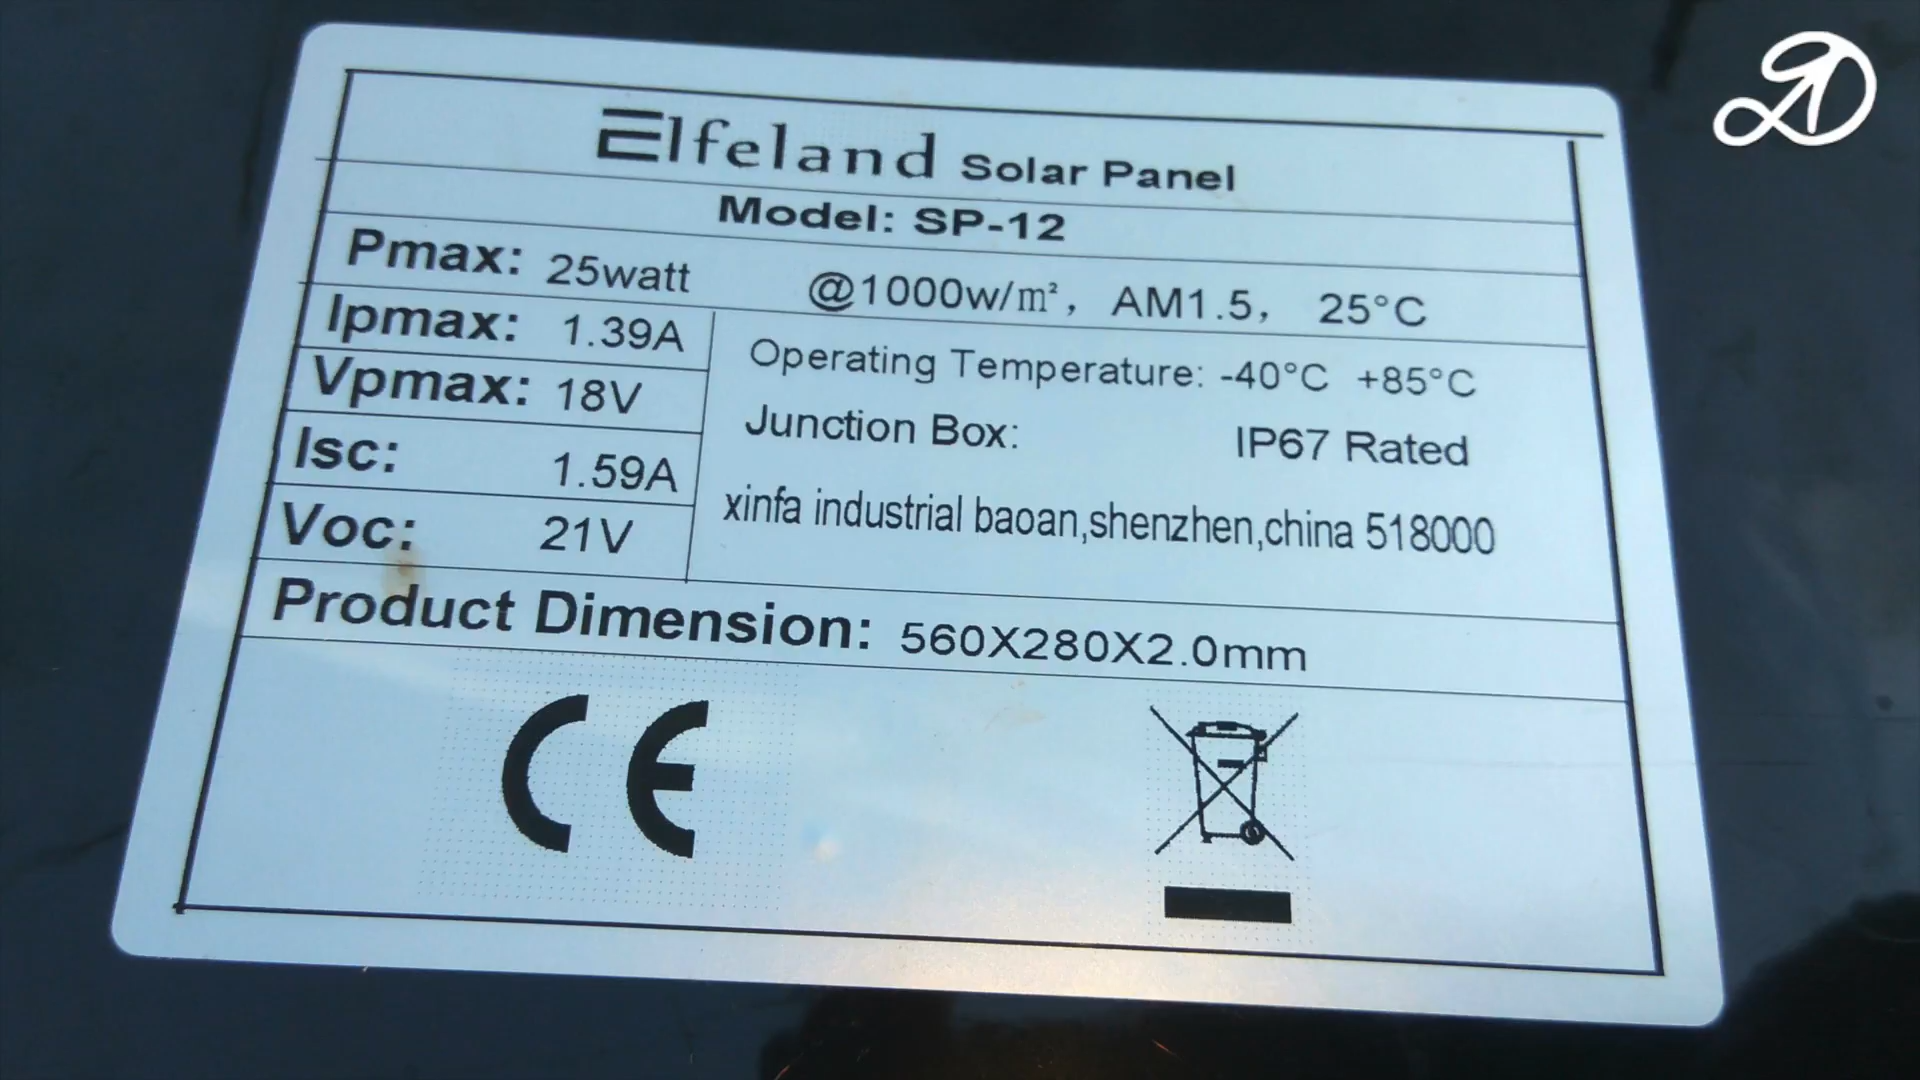 Elfeland Solar Panel
Model: SP-12
Pmax: 25watt @1000w/m², AM1.5, 25°C
Ipmax: 1.39A
Vpmax: 18V
Isc: 1.59A
Voc: 21V
Operating Temperature: -40°C +85°C
Junction Box: IP67 Rated
xinfa industrial baoan,shenzhen,china 518000
Product Dimension: 560X280X2.0mm
CE